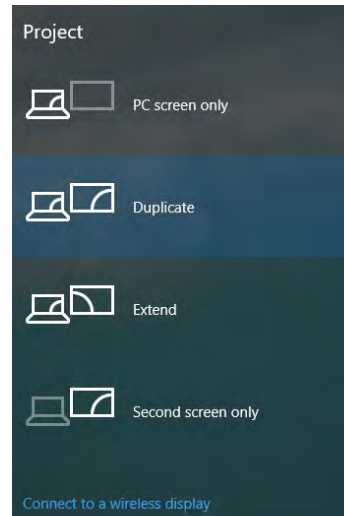 Project
PC screen only
Duplicate
Extend
Second screen only
Connect to a wireless display